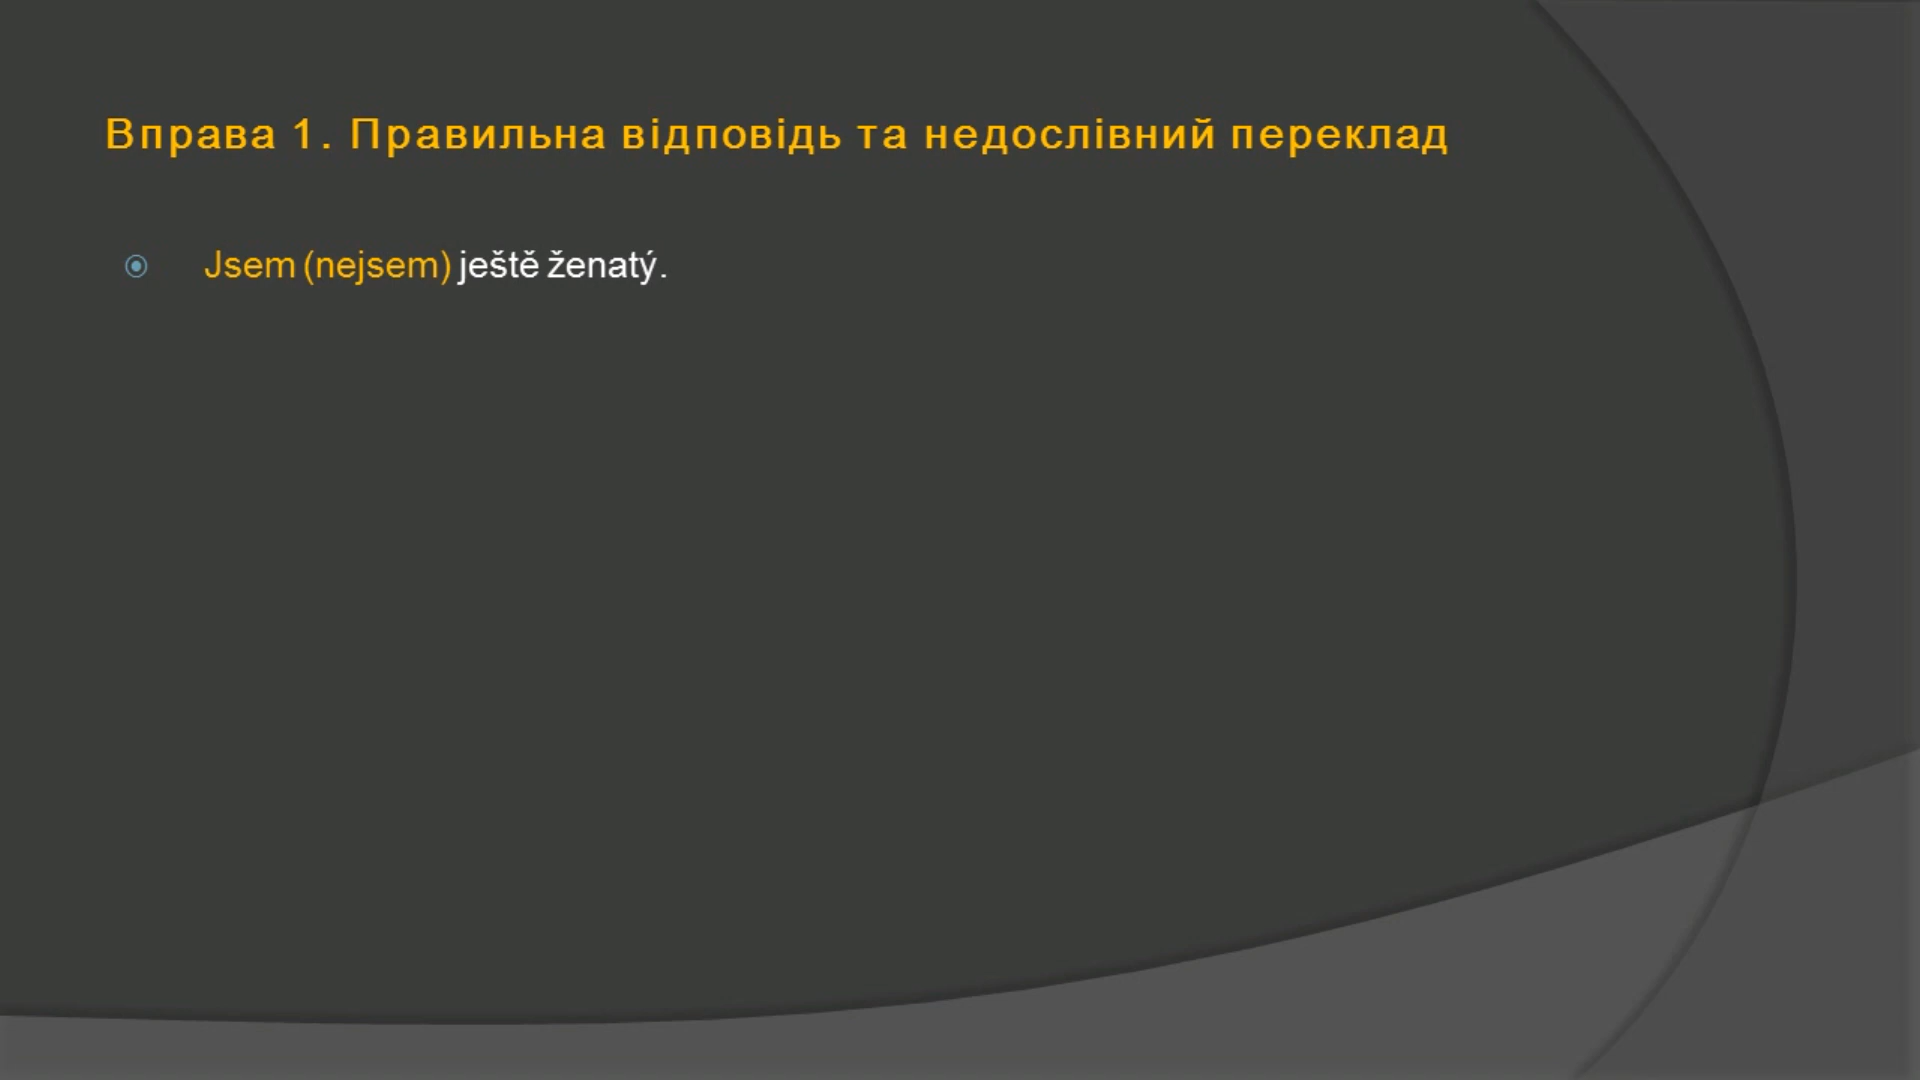 Вправа 1. Правильна відповідь та недослівний переклад
Jsem (nejsem) ještě ženatý.